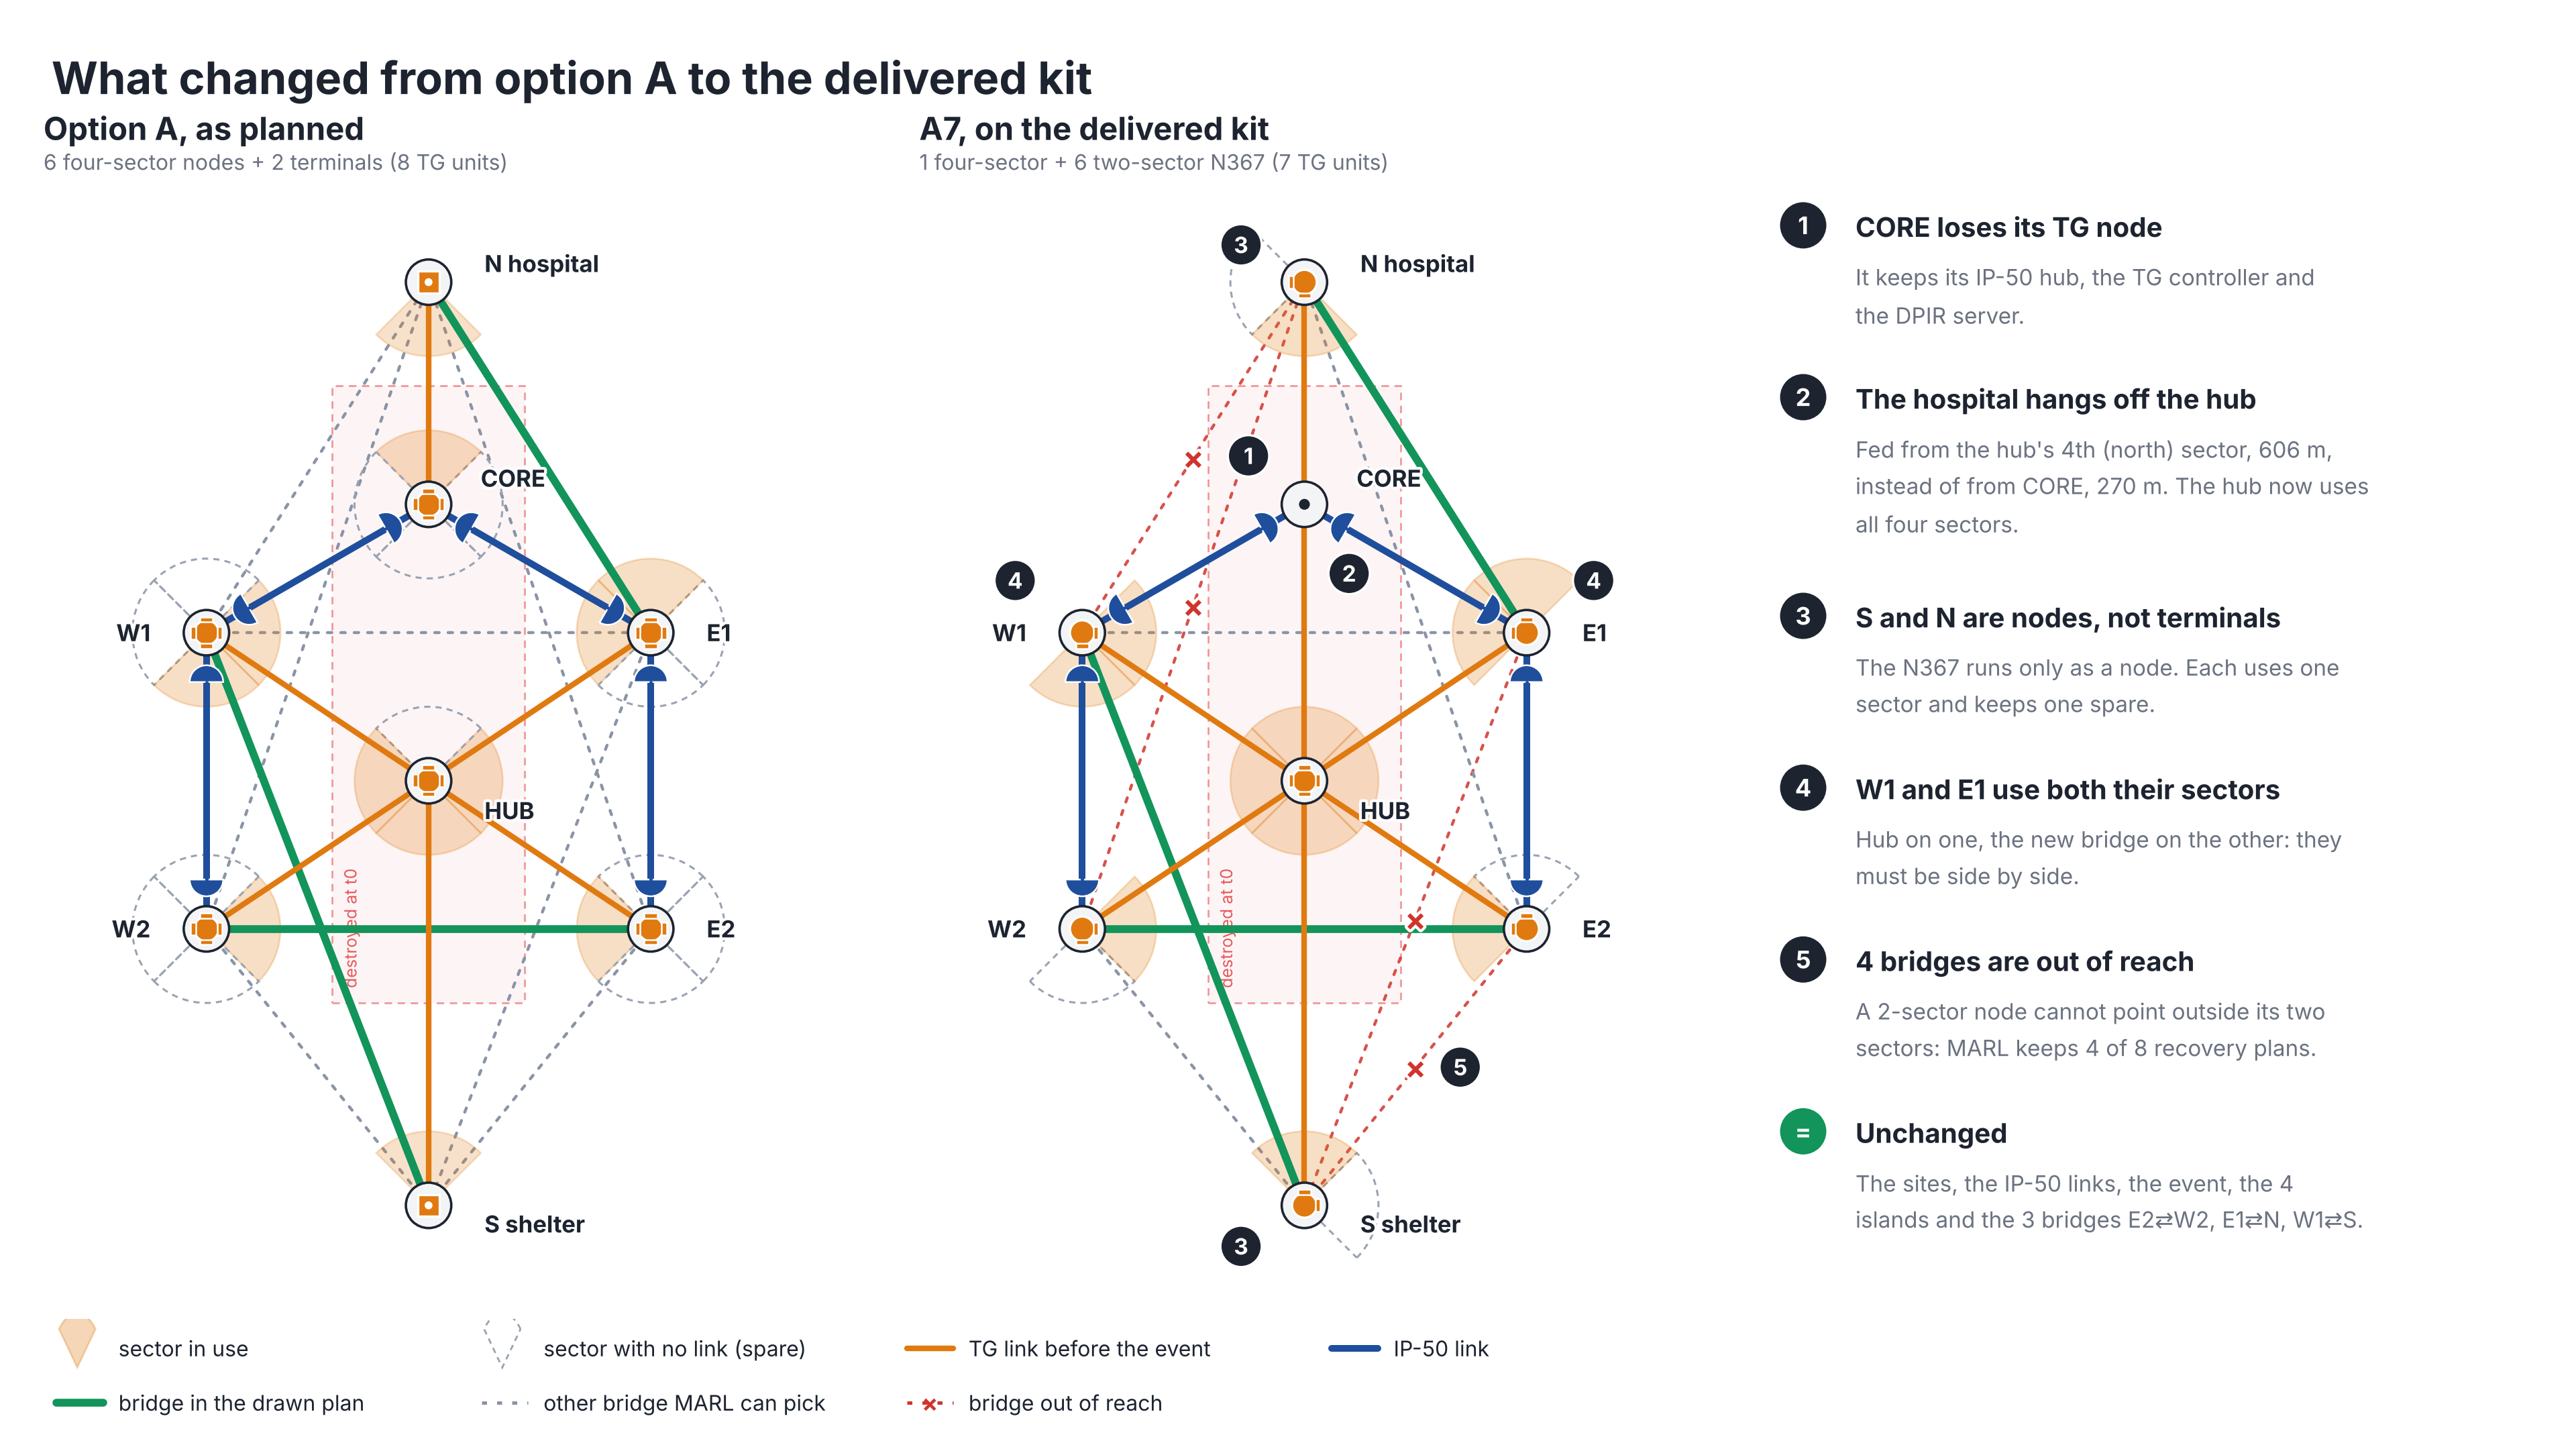 What changed from option A to the delivered kit
Option A, as planned
6 four-sector nodes + 2 terminals (8 TG units)
N hospital
CORE
W1
E1
HUB
W2
E2
destroyed at t0
S shelter
A7, on the delivered kit
1 four-sector + 6 two-sector N367 (7 TG units)
3
N hospital
1
CORE
4
2
4
W1
E1
HUB
W2
E2
destroyed at t0
5
S shelter
3
1 CORE loses its TG node
It keeps its IP-50 hub, the TG controller and
the DPIR server.
2 The hospital hangs off the hub
Fed from the hub's 4th (north) sector, 606 m,
instead of from CORE, 270 m. The hub now uses
all four sectors.
3 S and N are nodes, not terminals
The N367 runs only as a node. Each uses one
sector and keeps one spare.
4 W1 and E1 use both their sectors
Hub on one, the new bridge on the other: they
must be side by side.
5 4 bridges are out of reach
A 2-sector node cannot point outside its two
sectors: MARL keeps 4 of 8 recovery plans.
= Unchanged
The sites, the IP-50 links, the event, the 4
islands and the 3 bridges E2⇄W2, E1⇄N, W1⇄S.
sector in use
sector with no link (spare)
TG link before the event
IP-50 link
bridge in the drawn plan
other bridge MARL can pick
bridge out of reach